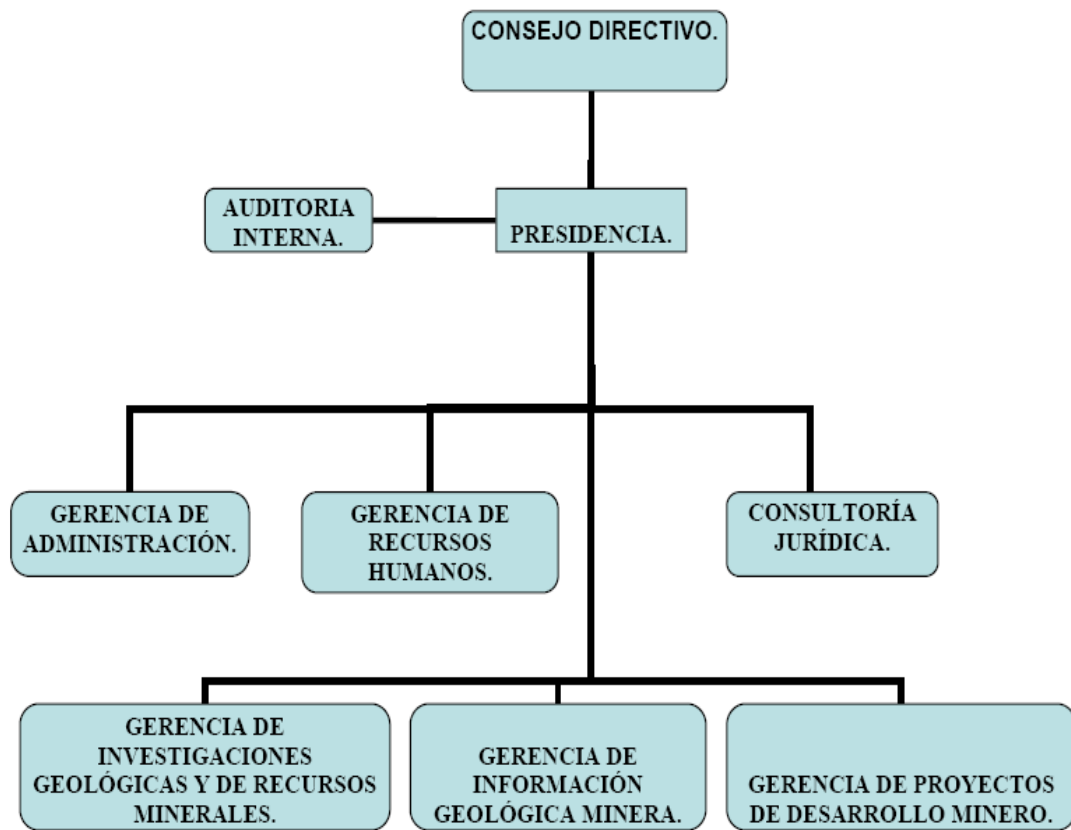 CONSEJO DIRECTIVO.
AUDITORIA
INTERNA.
PRESIDENCIA.
GERENCIA DE
ADMINISTRACIÓN.
GERENCIA DE
RECURSOS
HUMANOS.
CONSULTORÍA
JURÍDICA.
GERENCIA DE
INVESTIGACIONES
GEOLÓGICAS Y DE RECURSOS
MINERALES.
GERENCIA DE
INFORMACIÓN
GEOLÓGICA MINERA.
GERENCIA DE PROYECTOS
DE DESARROLLO MINERO.